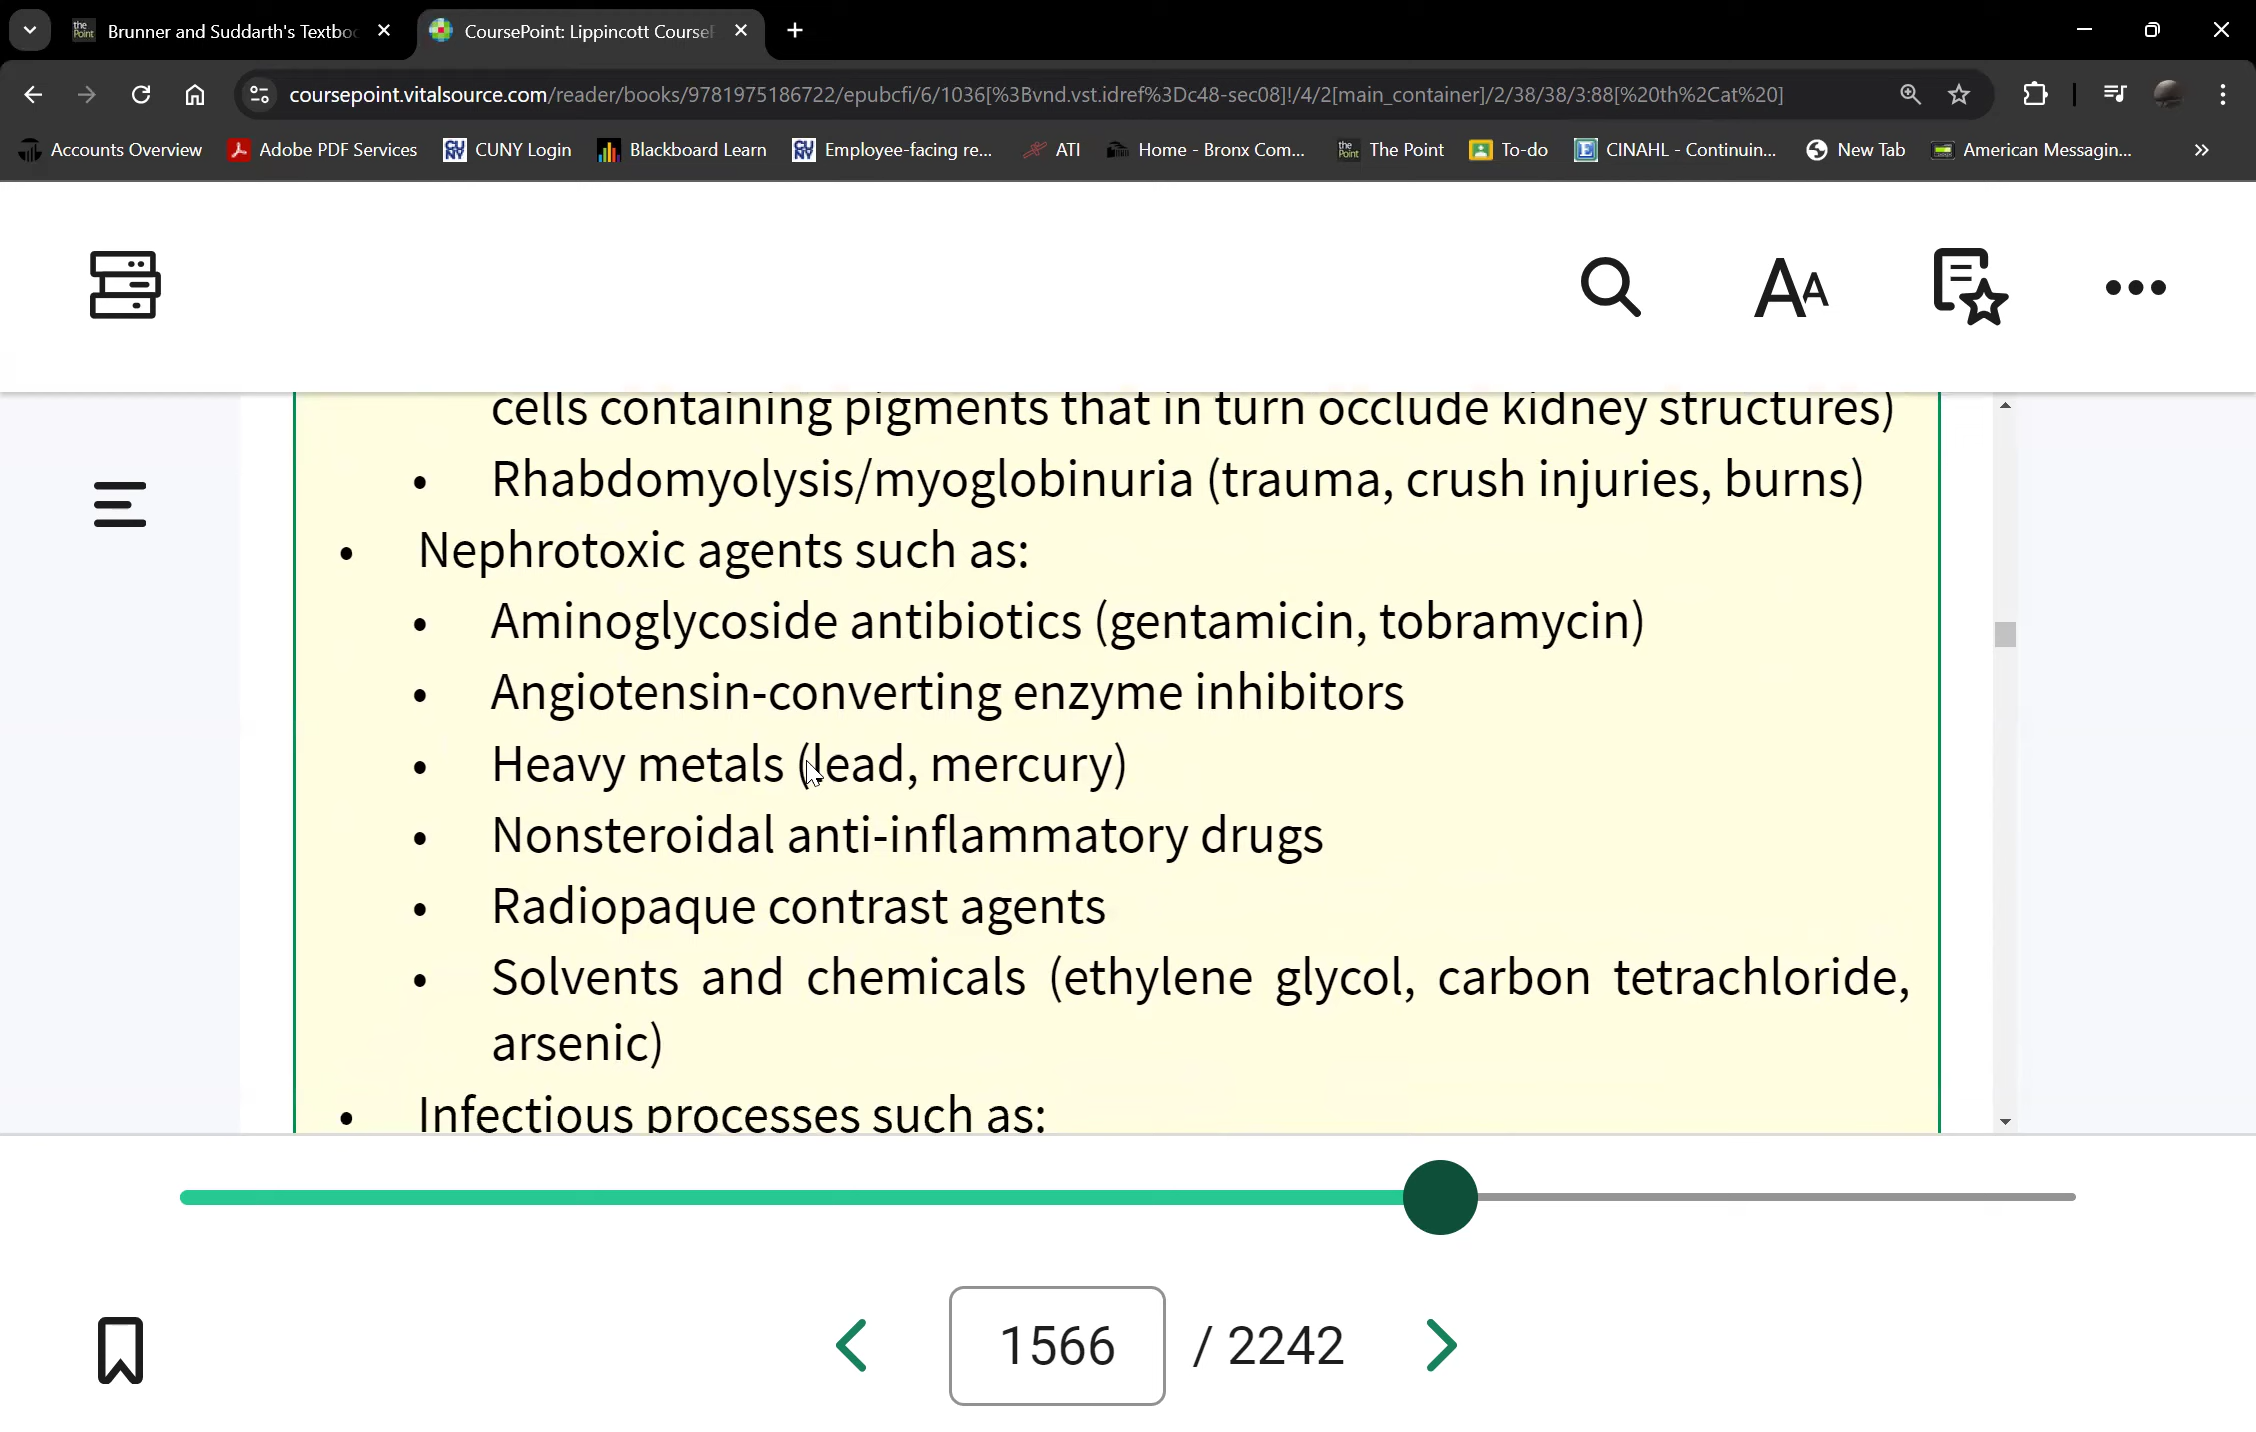 Brunner and Suddarth's Textbo
CoursePoint: Lippincott CourseP
coursepoint.vitalsource.com/reader/books/9781975186722/epubcfi/6/1036[%3Bvnd.vst.idref%3Dc48-sec08]!/4/2[main_container]/2/38/38/3:88[%20th%2Cat%20]
Accounts Overview
Adobe PDF Services
CUNY Login
Blackboard Learn
Employee-facing re...
ATI
Home - Bronx Com...
The Point
To-do
CINAHL - Continuin...
New Tab
American Messagin...
AA
cells containing pigments that in turn occlude kidney structures)
• Rhabdomyolysis/myoglobinuria (trauma, crush injuries, burns)
• Nephrotoxic agents such as:
• Aminoglycoside antibiotics (gentamicin, tobramycin)
• Angiotensin-converting enzyme inhibitors
• Heavy metals (lead, mercury)
• Nonsteroidal anti-inflammatory drugs
• Radiopaque contrast agents
• Solvents and chemicals (ethylene glycol, carbon tetrachloride,
arsenic)
• Infectious processes such as:
1566 / 2242